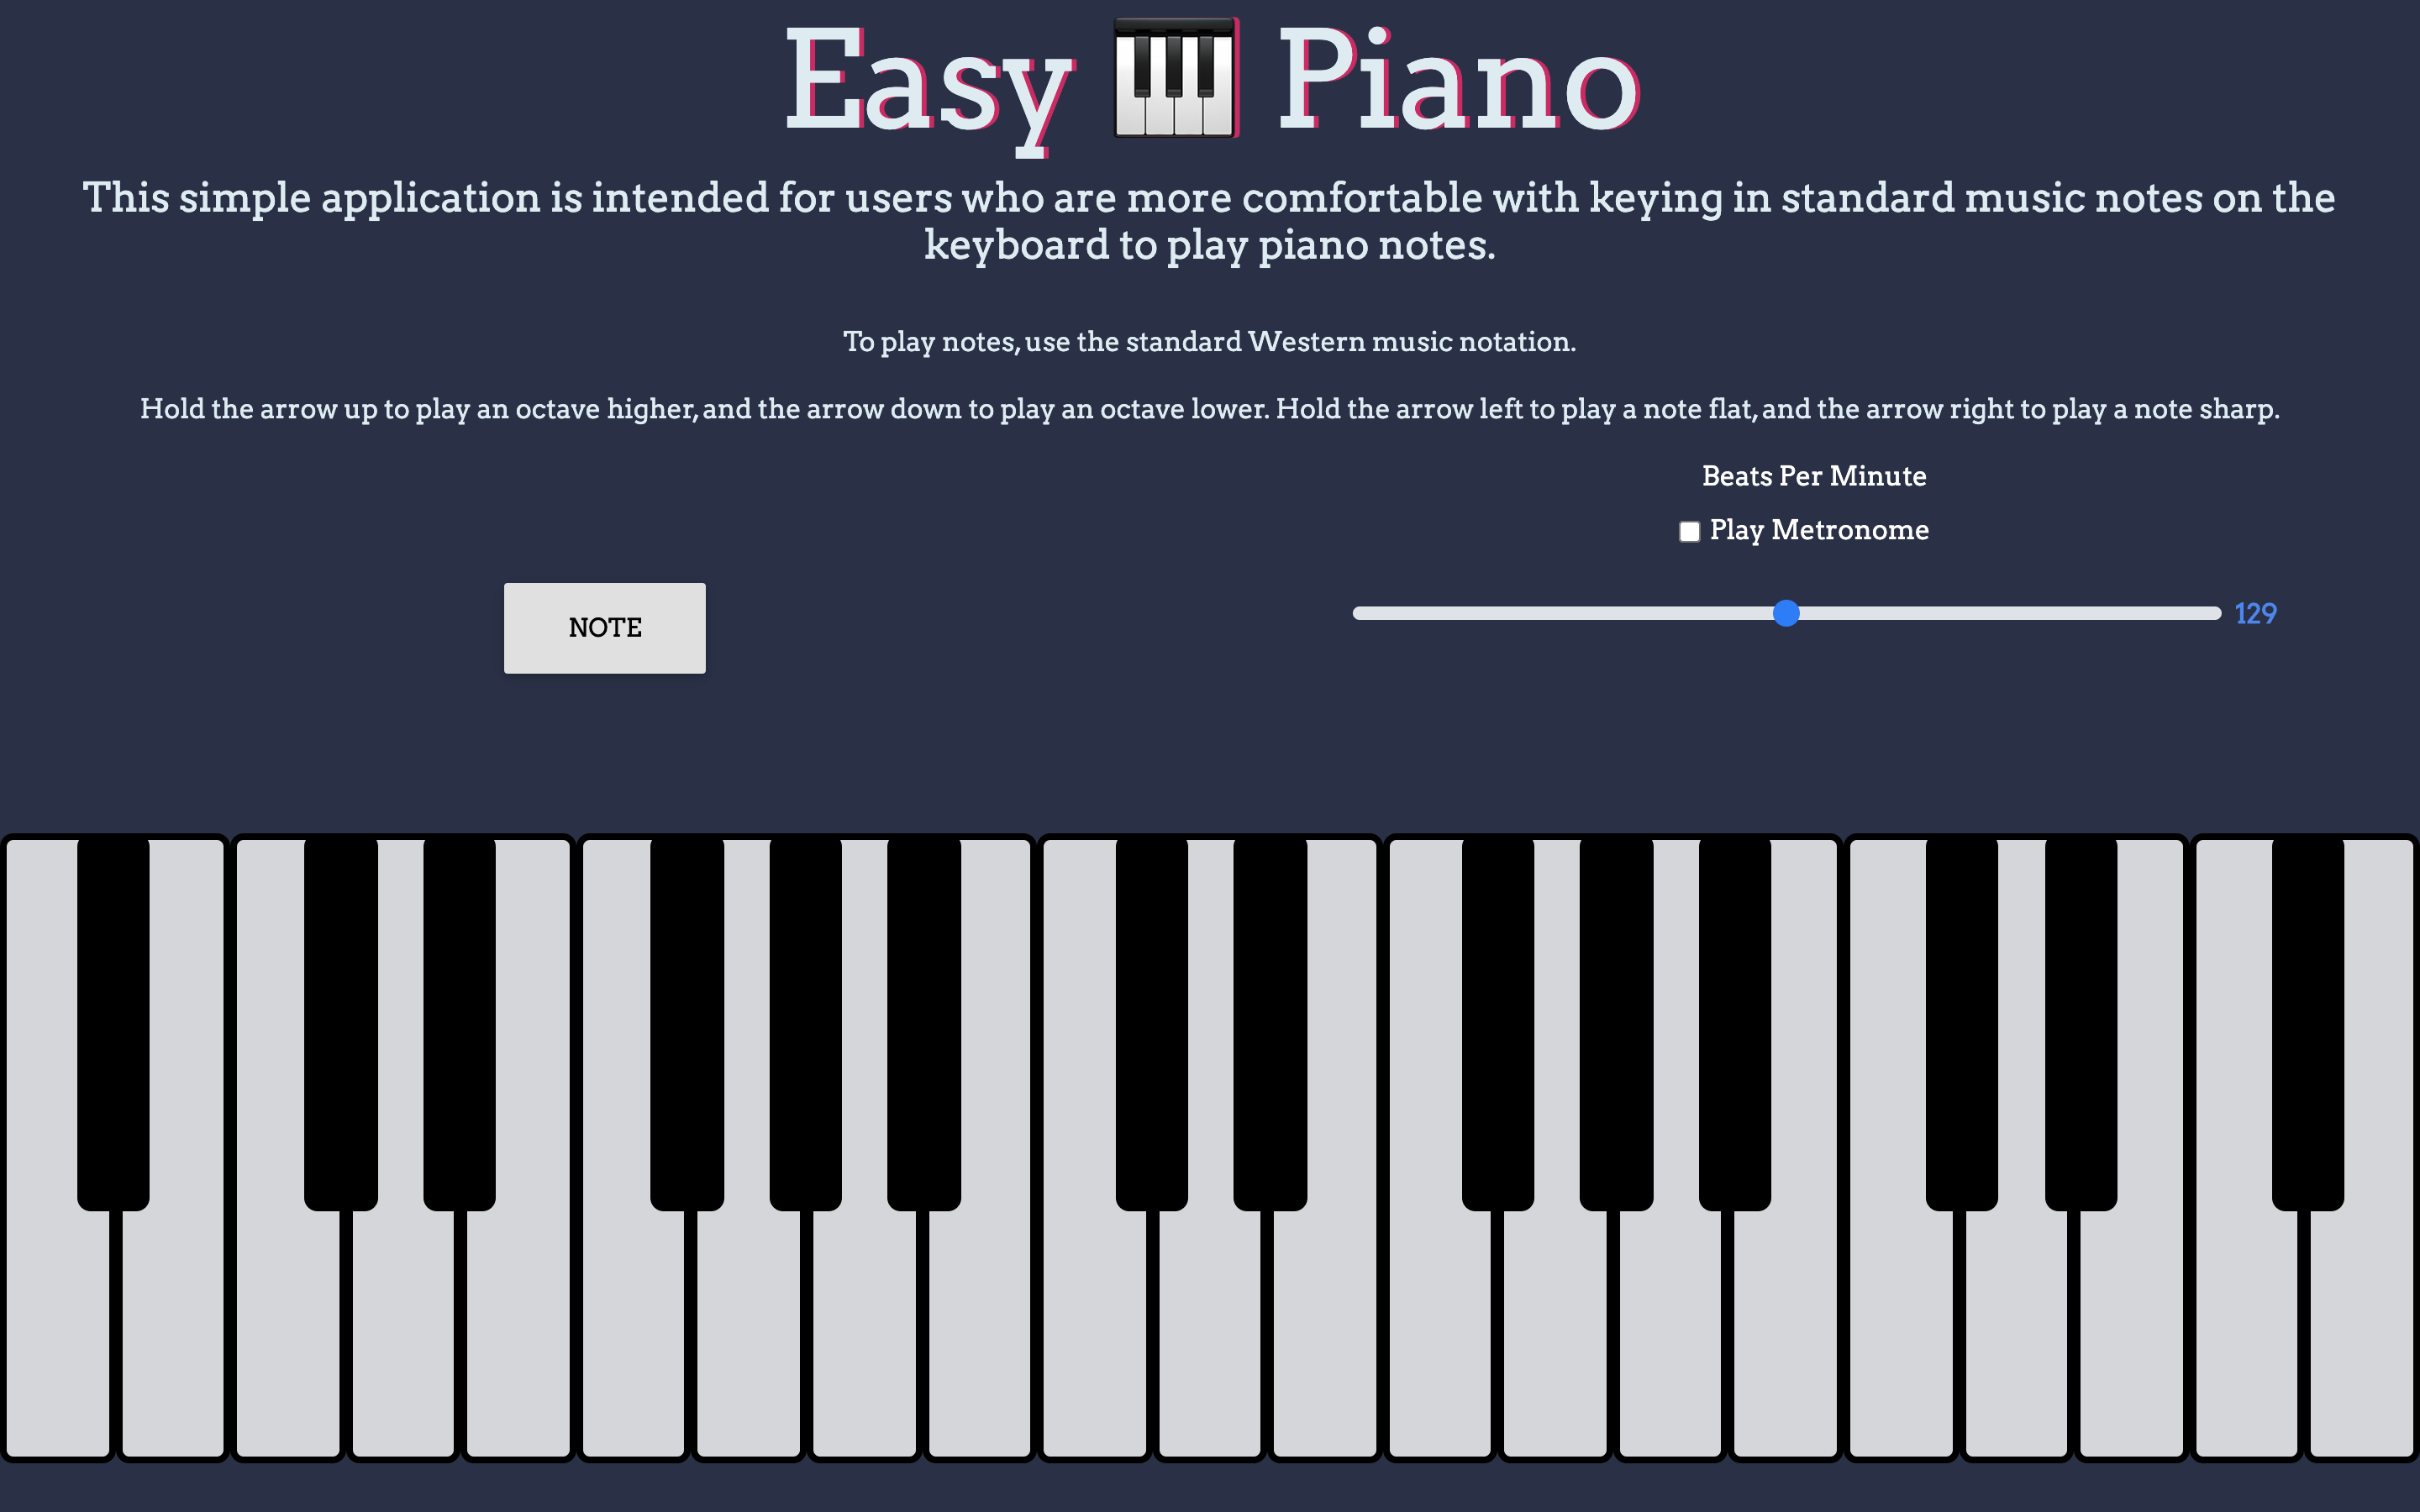 Easy 🎹 Piano
This simple application is intended for users who are more comfortable with keying in standard music notes on the
keyboard to play piano notes.
To play notes, use the standard Western music notation.
Hold the arrow up to play an octave higher, and the arrow down to play an octave lower. Hold the arrow left to play a note flat, and the arrow right to play a note sharp.
Beats Per Minute
Play Metronome
NOTE
129